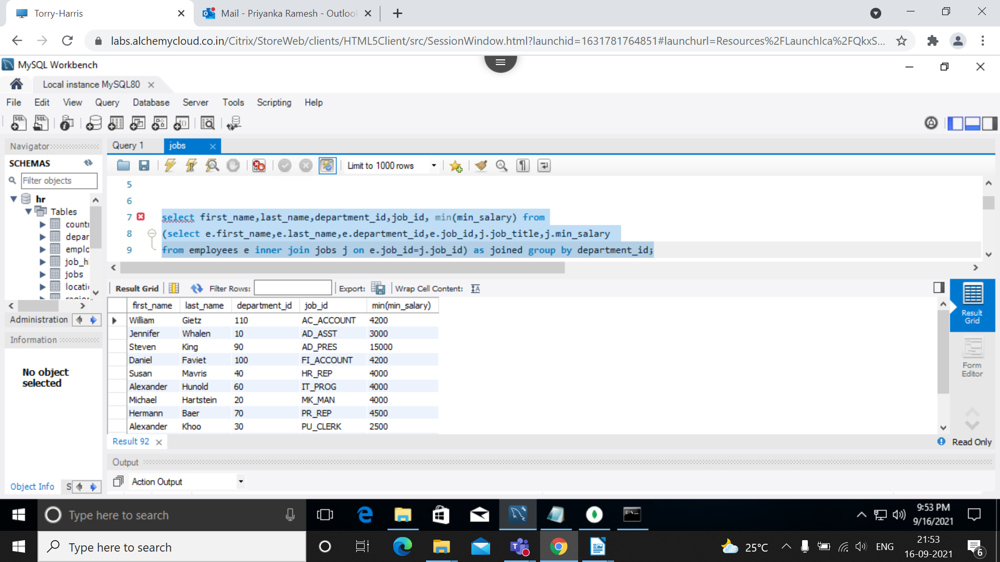 Torry-Harris
Mail - Priyanka Ramesh - Outlook
labs.alchemycloud.co.in/Citrix/StoreWeb/clients/HTML5Client/src/SessionWindow.html?launchid=1631781764851#launchurl=Resources%2FLaunchIca%2FQkxS...
MySQL Workbench
Local instance MySQL80
File Edit View Query Database Server Tools Scripting Help
Navigator
Query 1 jobs
SCHEMAS
Limit to 1000 rows
Filter objects
hr
Tables
countr
depar
emplo
job_hi
jobs
locatio
5
6
7 select first_name,last_name,department_id,job_id, min(min_salary) from
8 (select e.first_name,e.last_name,e.department_id,e.job_id,j.job_title,j.min_salary
9 from employees e inner join jobs j on e.job_id=j.job_id) as joined group by department_id;
Administration
Information
No object
selected
Result Grid Filter Rows: Export: Wrap Cell Content:
first_name last_name department_id job_id min(min_salary)
William Gietz 110 AC_ACCOUNT 4200
Jennifer Whalen 10 AD_ASST 3000
Steven King 90 AD_PRES 15000
Daniel Faviet 100 FI_ACCOUNT 4200
Susan Mavris 40 HR_REP 4000
Alexander Hunold 60 IT_PROG 4000
Michael Hartstein 20 MK_MAN 4000
Hermann Baer 70 PR_REP 4500
Alexander Khoo 30 PU_CLERK 2500
Result
Grid
Form
Editor
Result 92
Read Only
Output
Action Output
Object Info S
Type here to search
9:53 PM
9/16/2021
Type here to search
25°C
ENG
21:53
16-09-2021
6